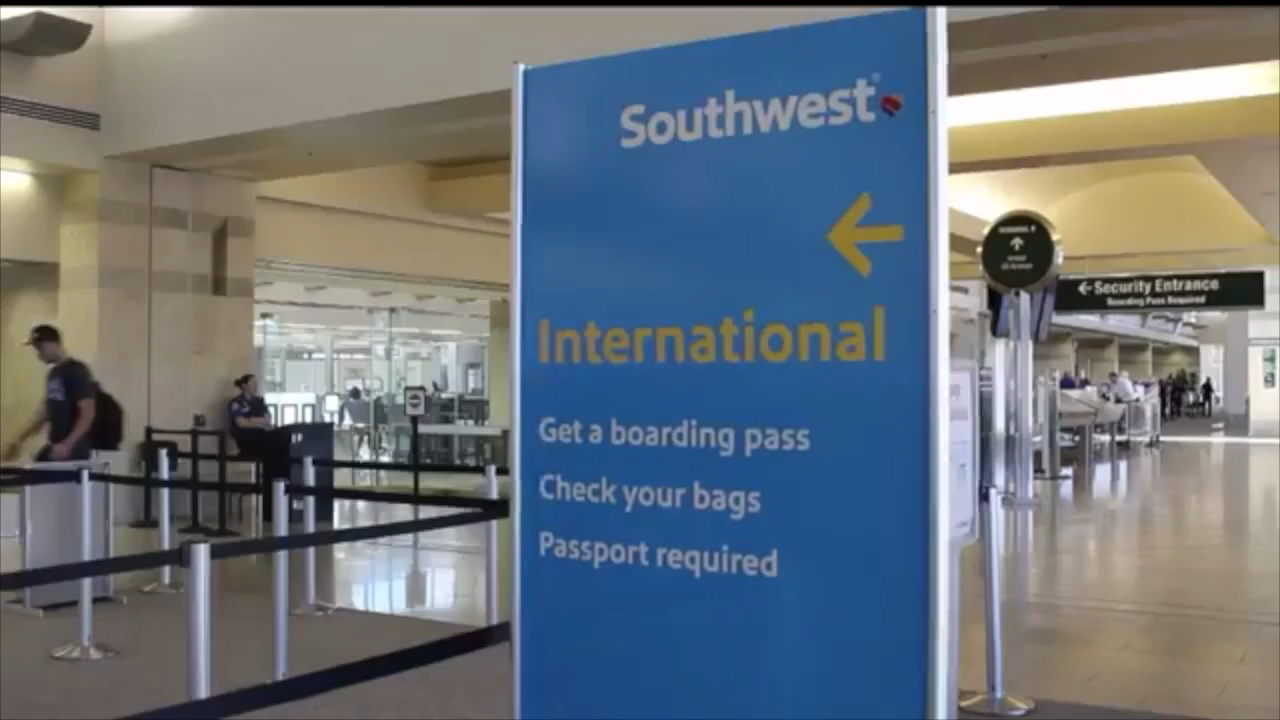 Southwest
International
Get a boarding pass
Check your bags
Passport required
Security Entrance
Boarding Pass Required